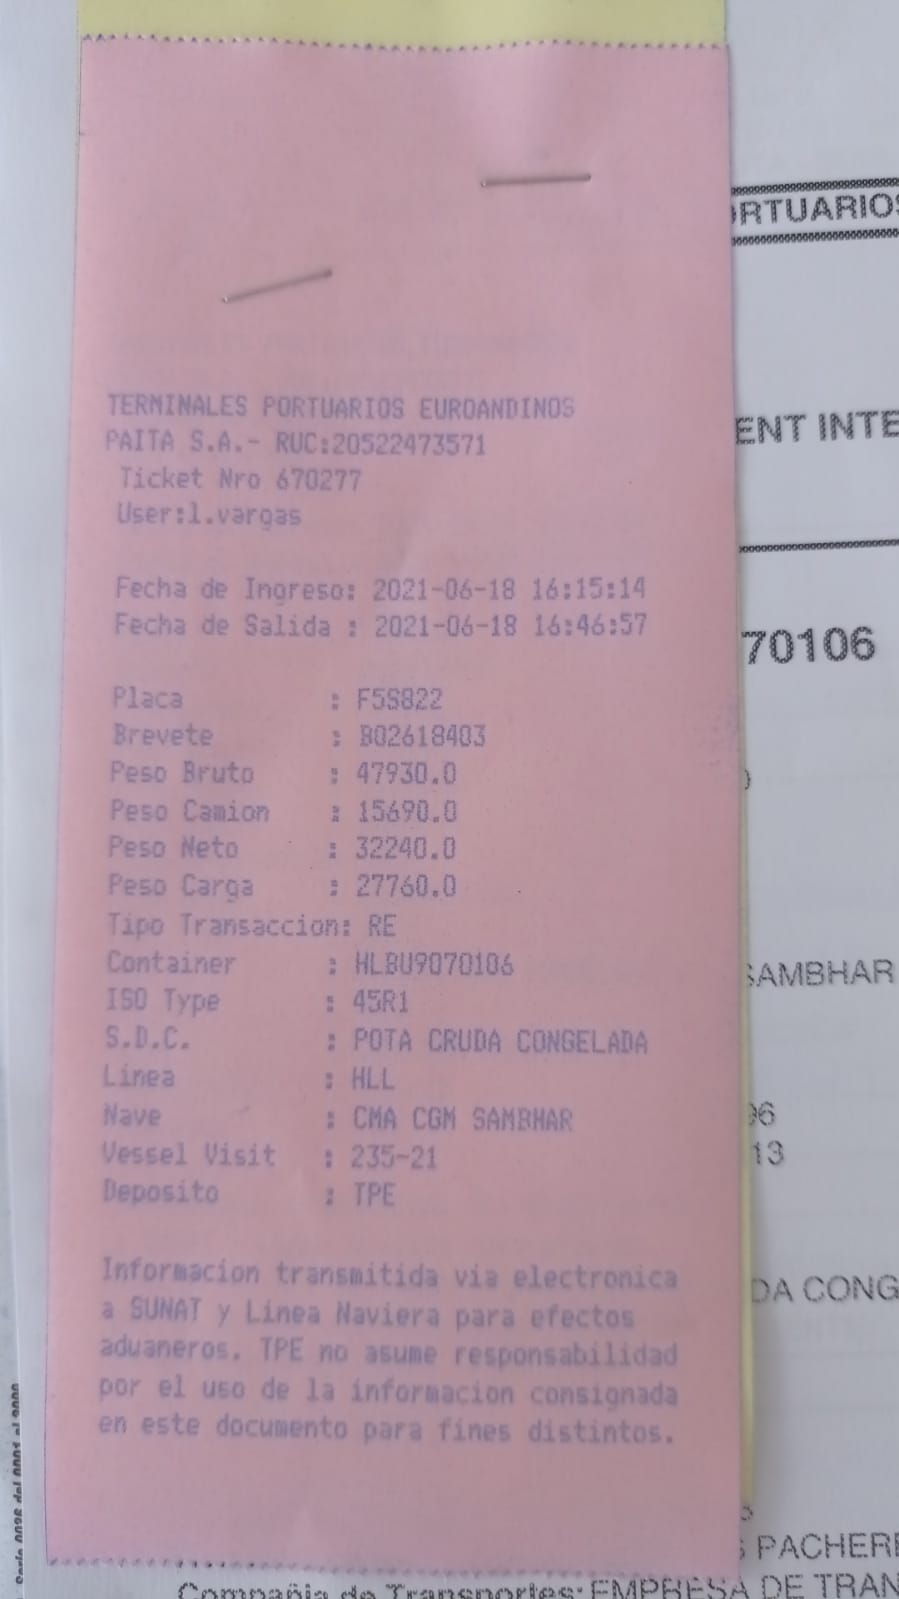 TERMINALES PORTUARIOS EUROANDINOS
PAITA S.A.- RUC:20522473571
Ticket Nro 670277
User:l.vargas
Fecha de Ingreso: 2021-06-18 16:15:14
Fecha de Salida : 2021-06-18 16:46:57
Placa : F5S822
Brevete : B02618403
Peso Bruto : 47930.0
Peso Camion : 15690.0
Peso Neto : 32240.0
Peso Carga : 27760.0
Tipo Transaccion: RE
Container : HLBU9070106
ISO Type : 45R1
S.D.C. : POTA CRUDA CONGELADA
Linea : HLL
Nave : CMA CGM SAMBHAR
Vessel Visit : 235-21
Deposito : TPE
Informacion transmitida via electronica
a SUNAT y Linea Naviera para efectos
aduaneros. TPE no asume responsabilidad
por el uso de la informacion consignada
en este documento para fines distintos.
RTUARIOS
ENT INTE
70106
SAMBHAR
96
13
DA CONG
PACHER
Compañia de Transportes: EMPRESA DE TRAN